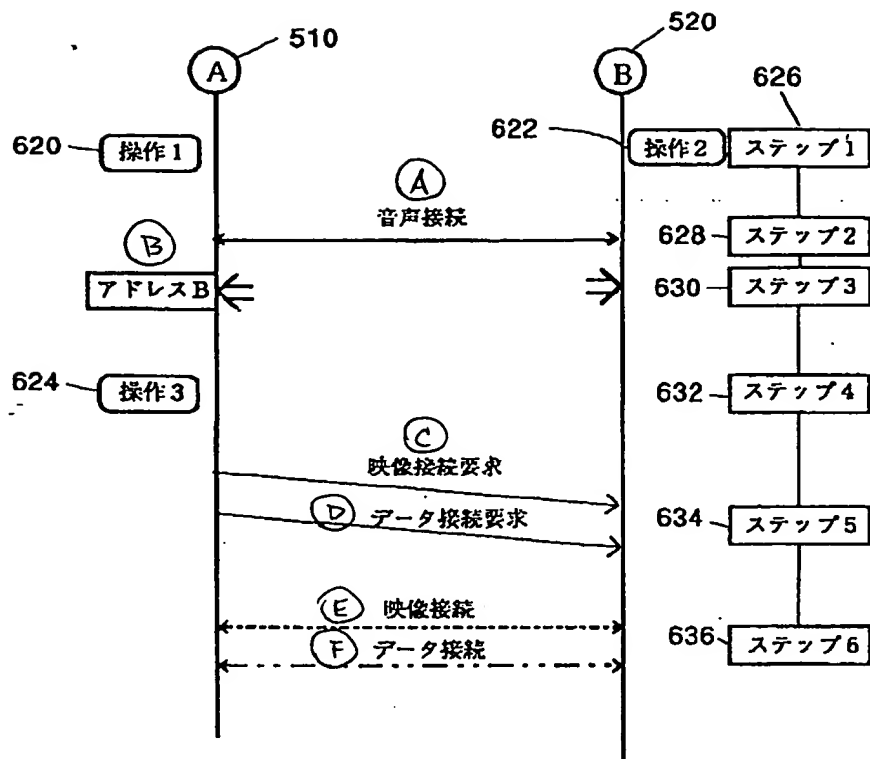 510
520
A
B
626
620
操作1
622
操作2
ステップ1
A
音声接続
628
ステップ2
B
アドレスB
630
ステップ3
624
操作3
632
ステップ4
C
映像接続要求
D
データ接続要求
634
ステップ5
E
映像接続
F
データ接続
636
ステップ6